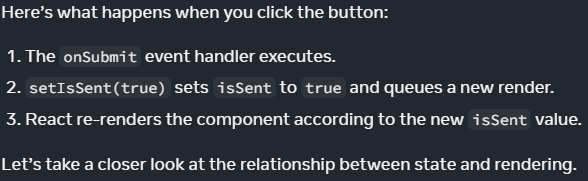 Here’s what happens when you click the button:
1. The onSubmit event handler executes.
2. setIsSent(true) sets isSent to true and queues a new render.
3. React re-renders the component according to the new isSent value.
Let’s take a closer look at the relationship between state and rendering.